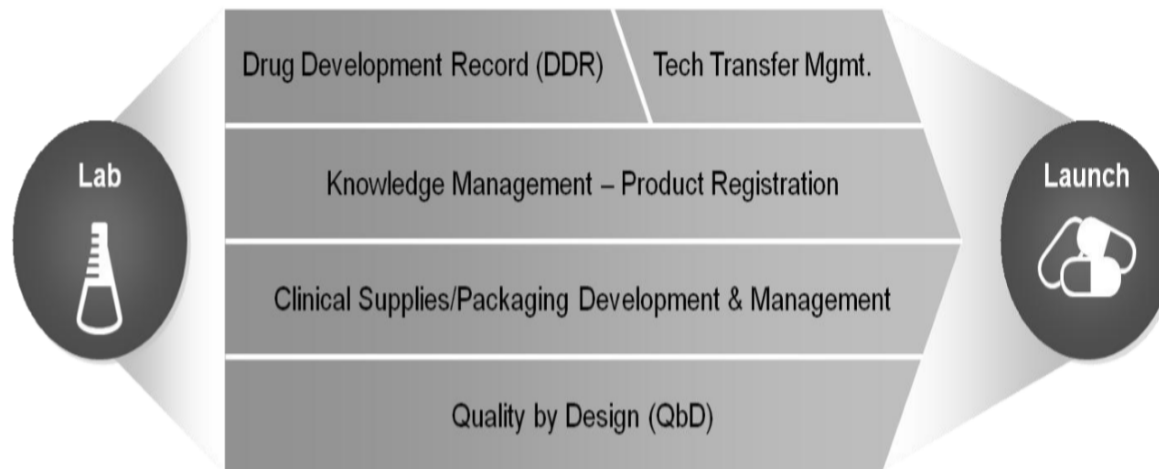 Drug Development Record (DDR)
Tech Transfer Mgmt.
Lab
Knowledge Management – Product Registration
Launch
Clinical Supplies/Packaging Development & Management
Quality by Design (QbD)